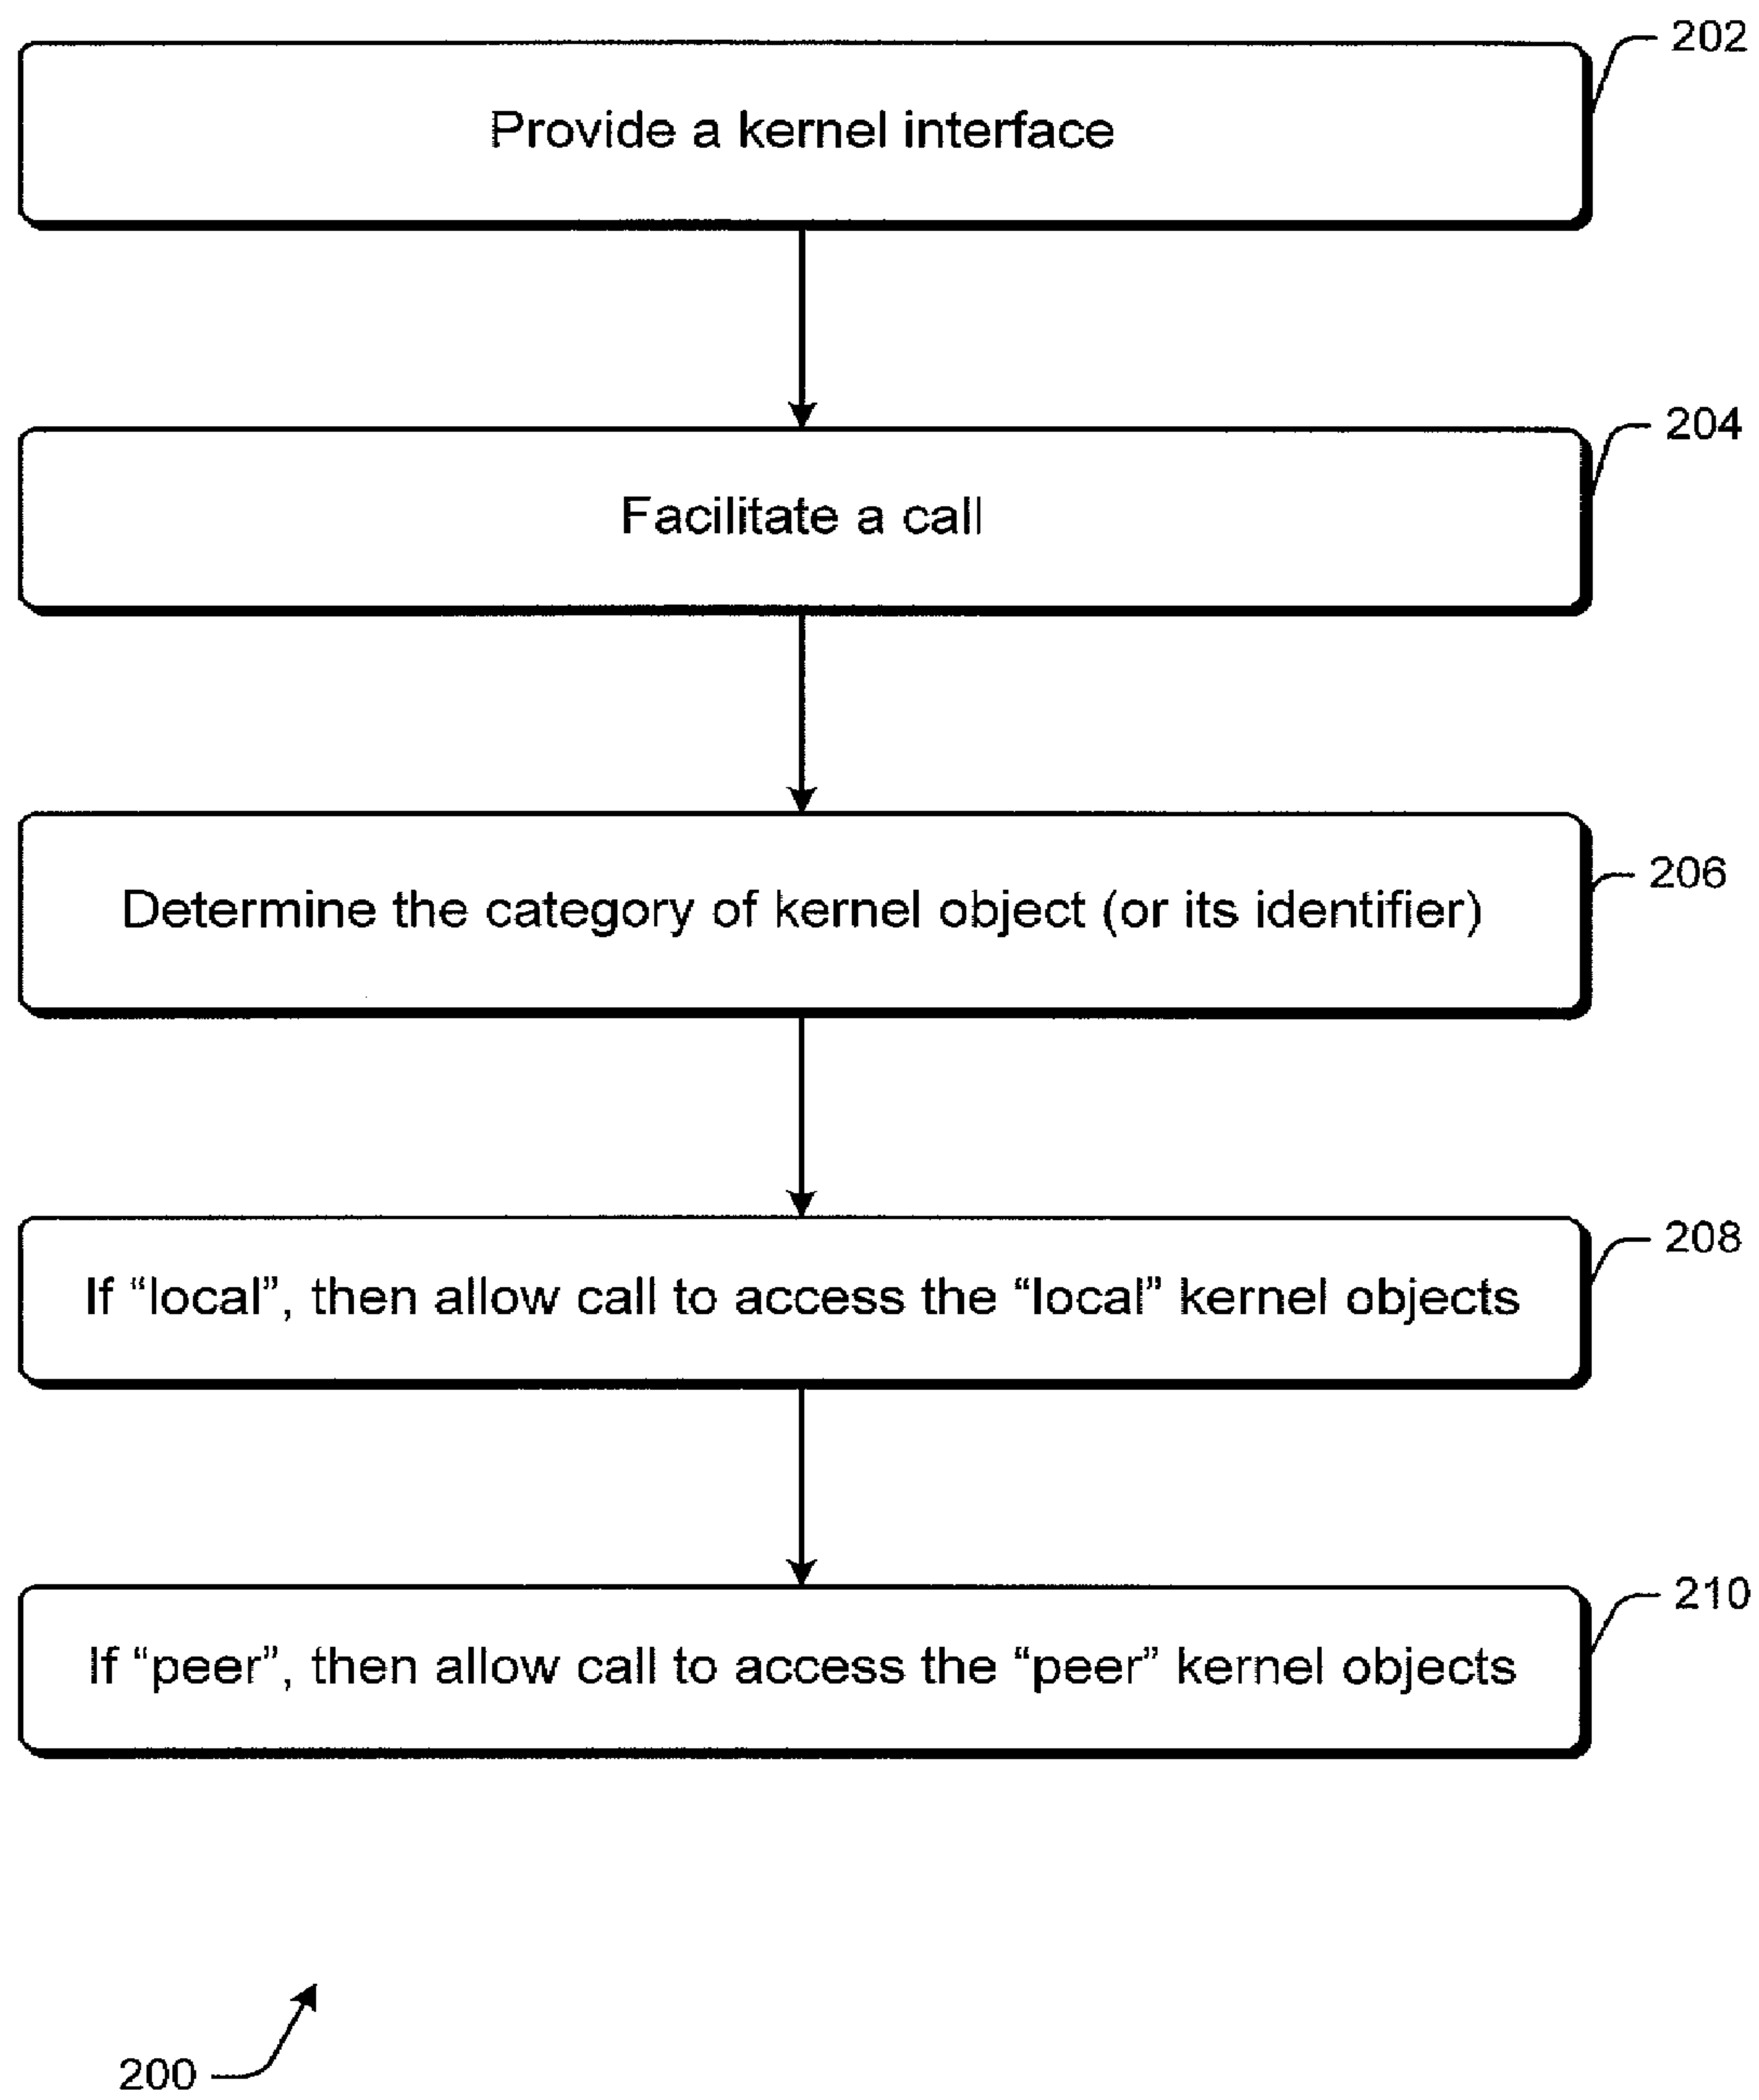 202
Provide a kernel interface
204
Facilitate a call
206
Determine the category of kernel object (or its identifier)
208
If “local”, then allow call to access the “local” kernel objects
210
If “peer”, then allow call to access the “peer” kernel objects
200